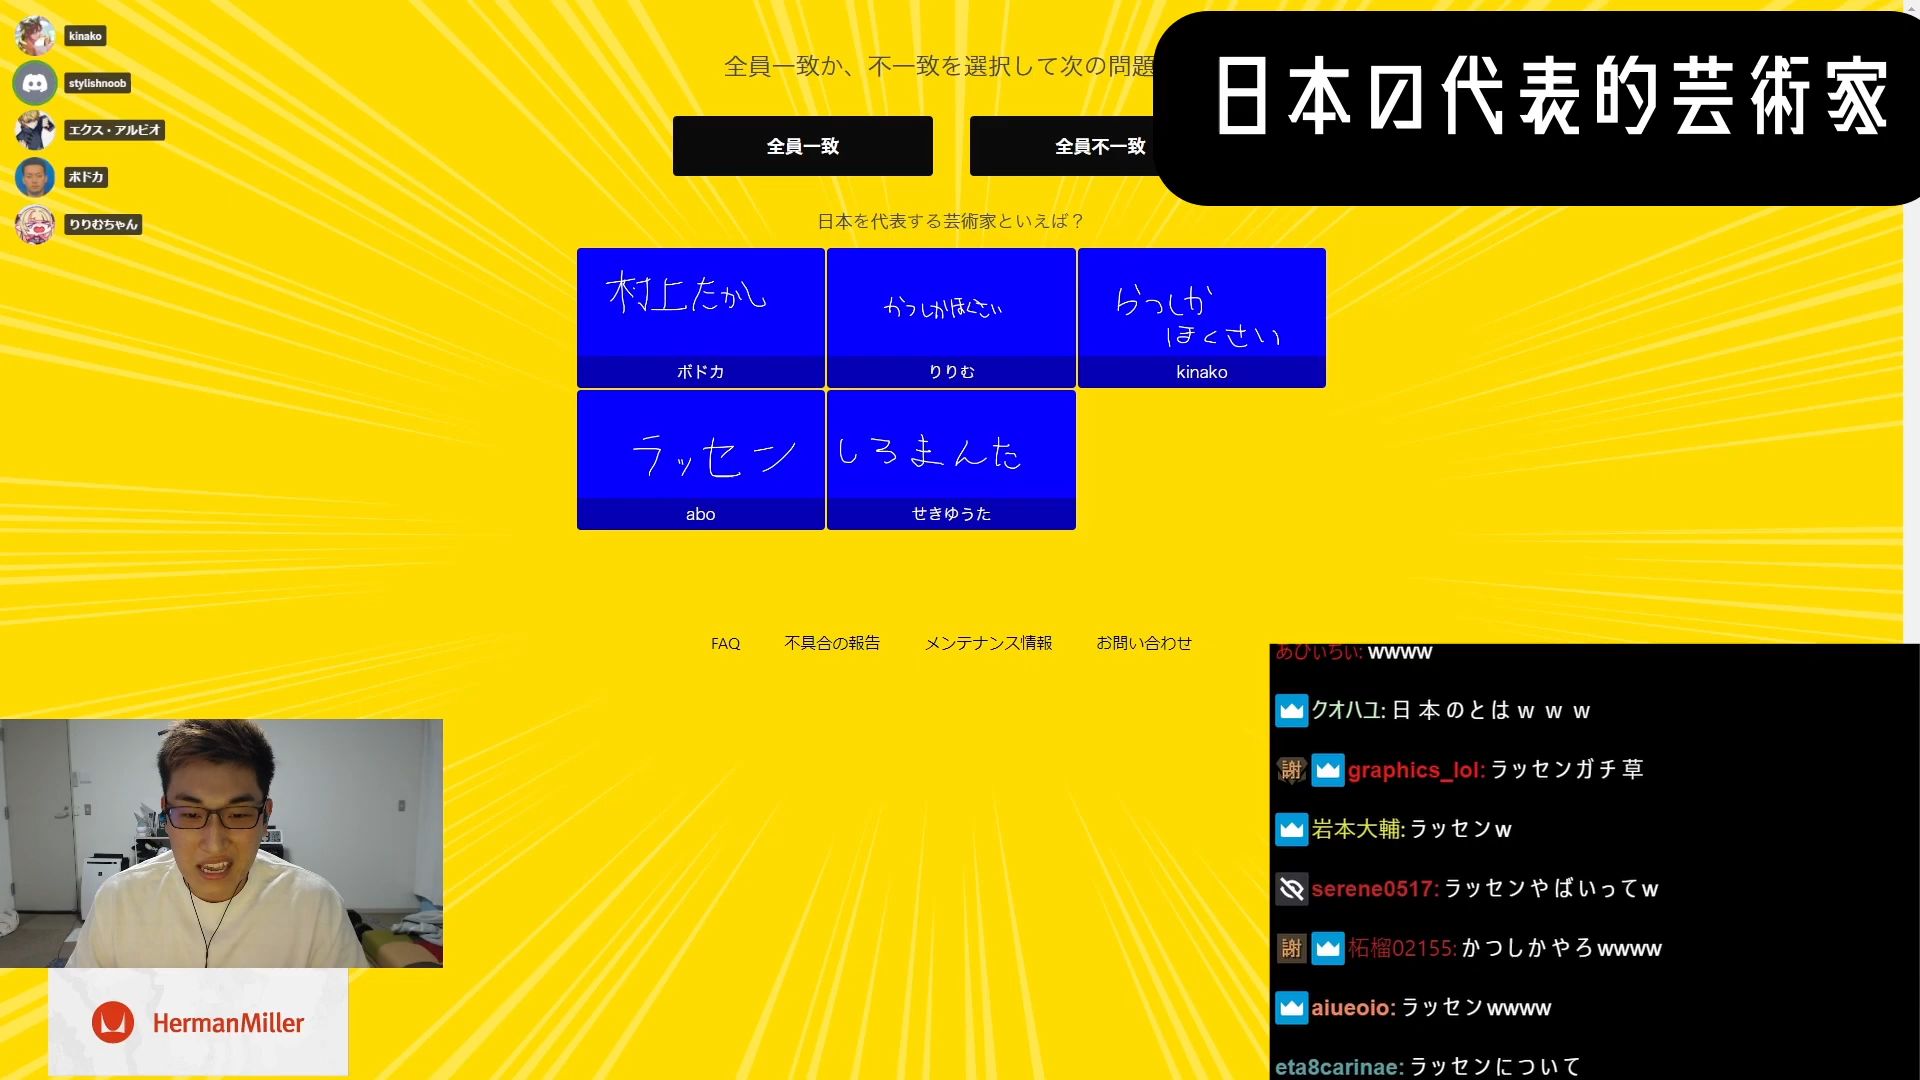 kinako
stylishnoob
エクス・アルビオ
ボドカ
りりむちゃん
全員一致か、不一致を選択して次の問題
日本の代表的芸術家
全員一致
全員不一致
日本を代表する芸術家といえば？
村上たかし
ボドカ
かつしかほくさい
りりむ
らっしか
ほくさい
kinako
ラッセン
abo
しろまんた
せきゆうた
FAQ
不具合の報告
メンテナンス情報
お問い合わせ
あびぃちぃ: wwww
クオハユ: 日本のとはｗｗｗ
謝 graphics_lol: ラッセンガチ草
岩本大輔: ラッセンw
serene0517: ラッセンやばいってw
謝 柘榴02155: かつしかやろwwww
aiueoio: ラッセンwwww
eta8carinae: ラッセンについて
HermanMiller